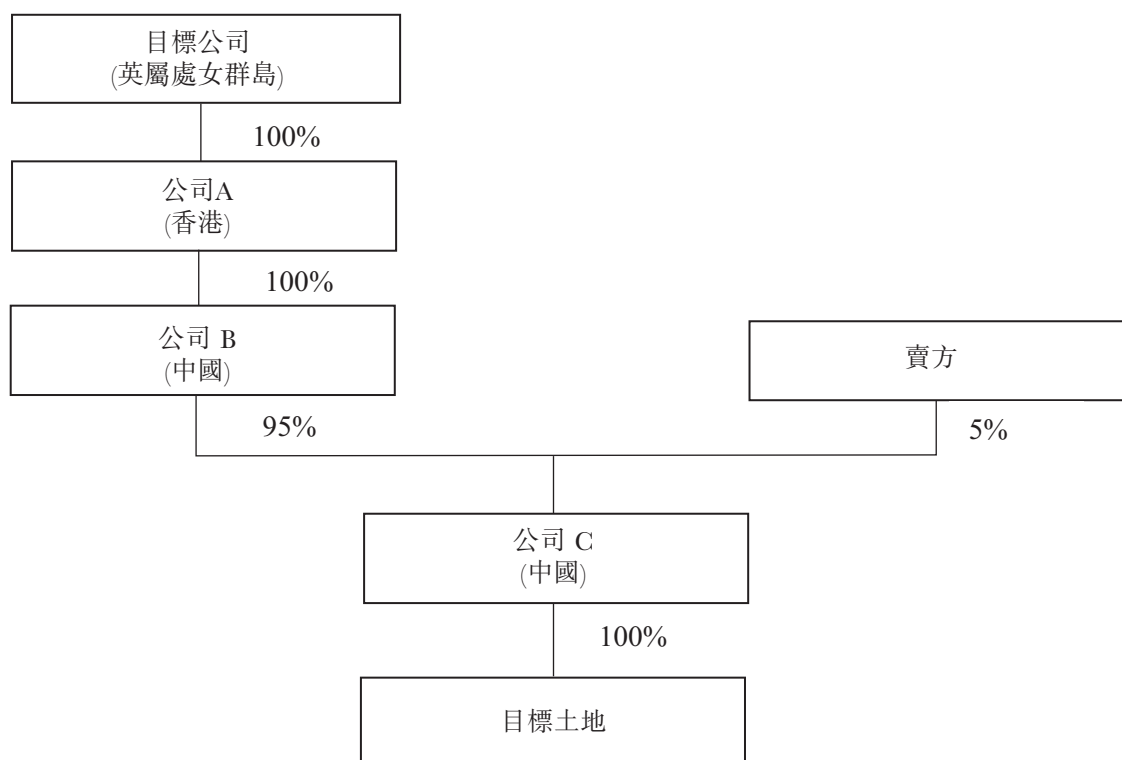 目標公司
(英屬處女群島)
100%
公司A
(香港)
100%
公司 B
(中國)
賣方
95%
5%
公司 C
(中國)
100%
目標土地